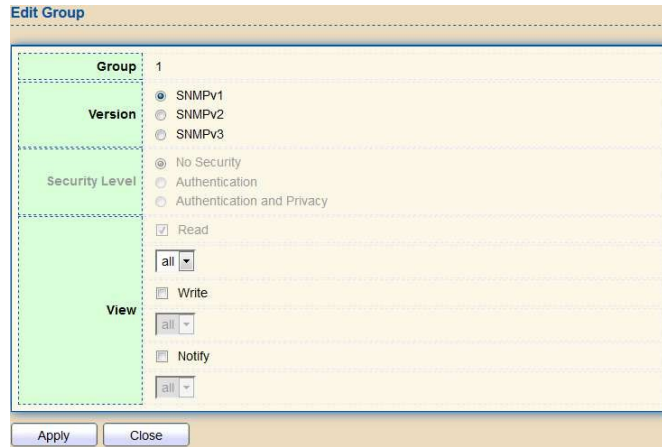 Edit Group
Group 1
Version
SNMPv1
SNMPv2
SNMPv3
Security Level
No Security
Authentication
Authentication and Privacy
View
Read
all
Write
all
Notify
all
Apply Close